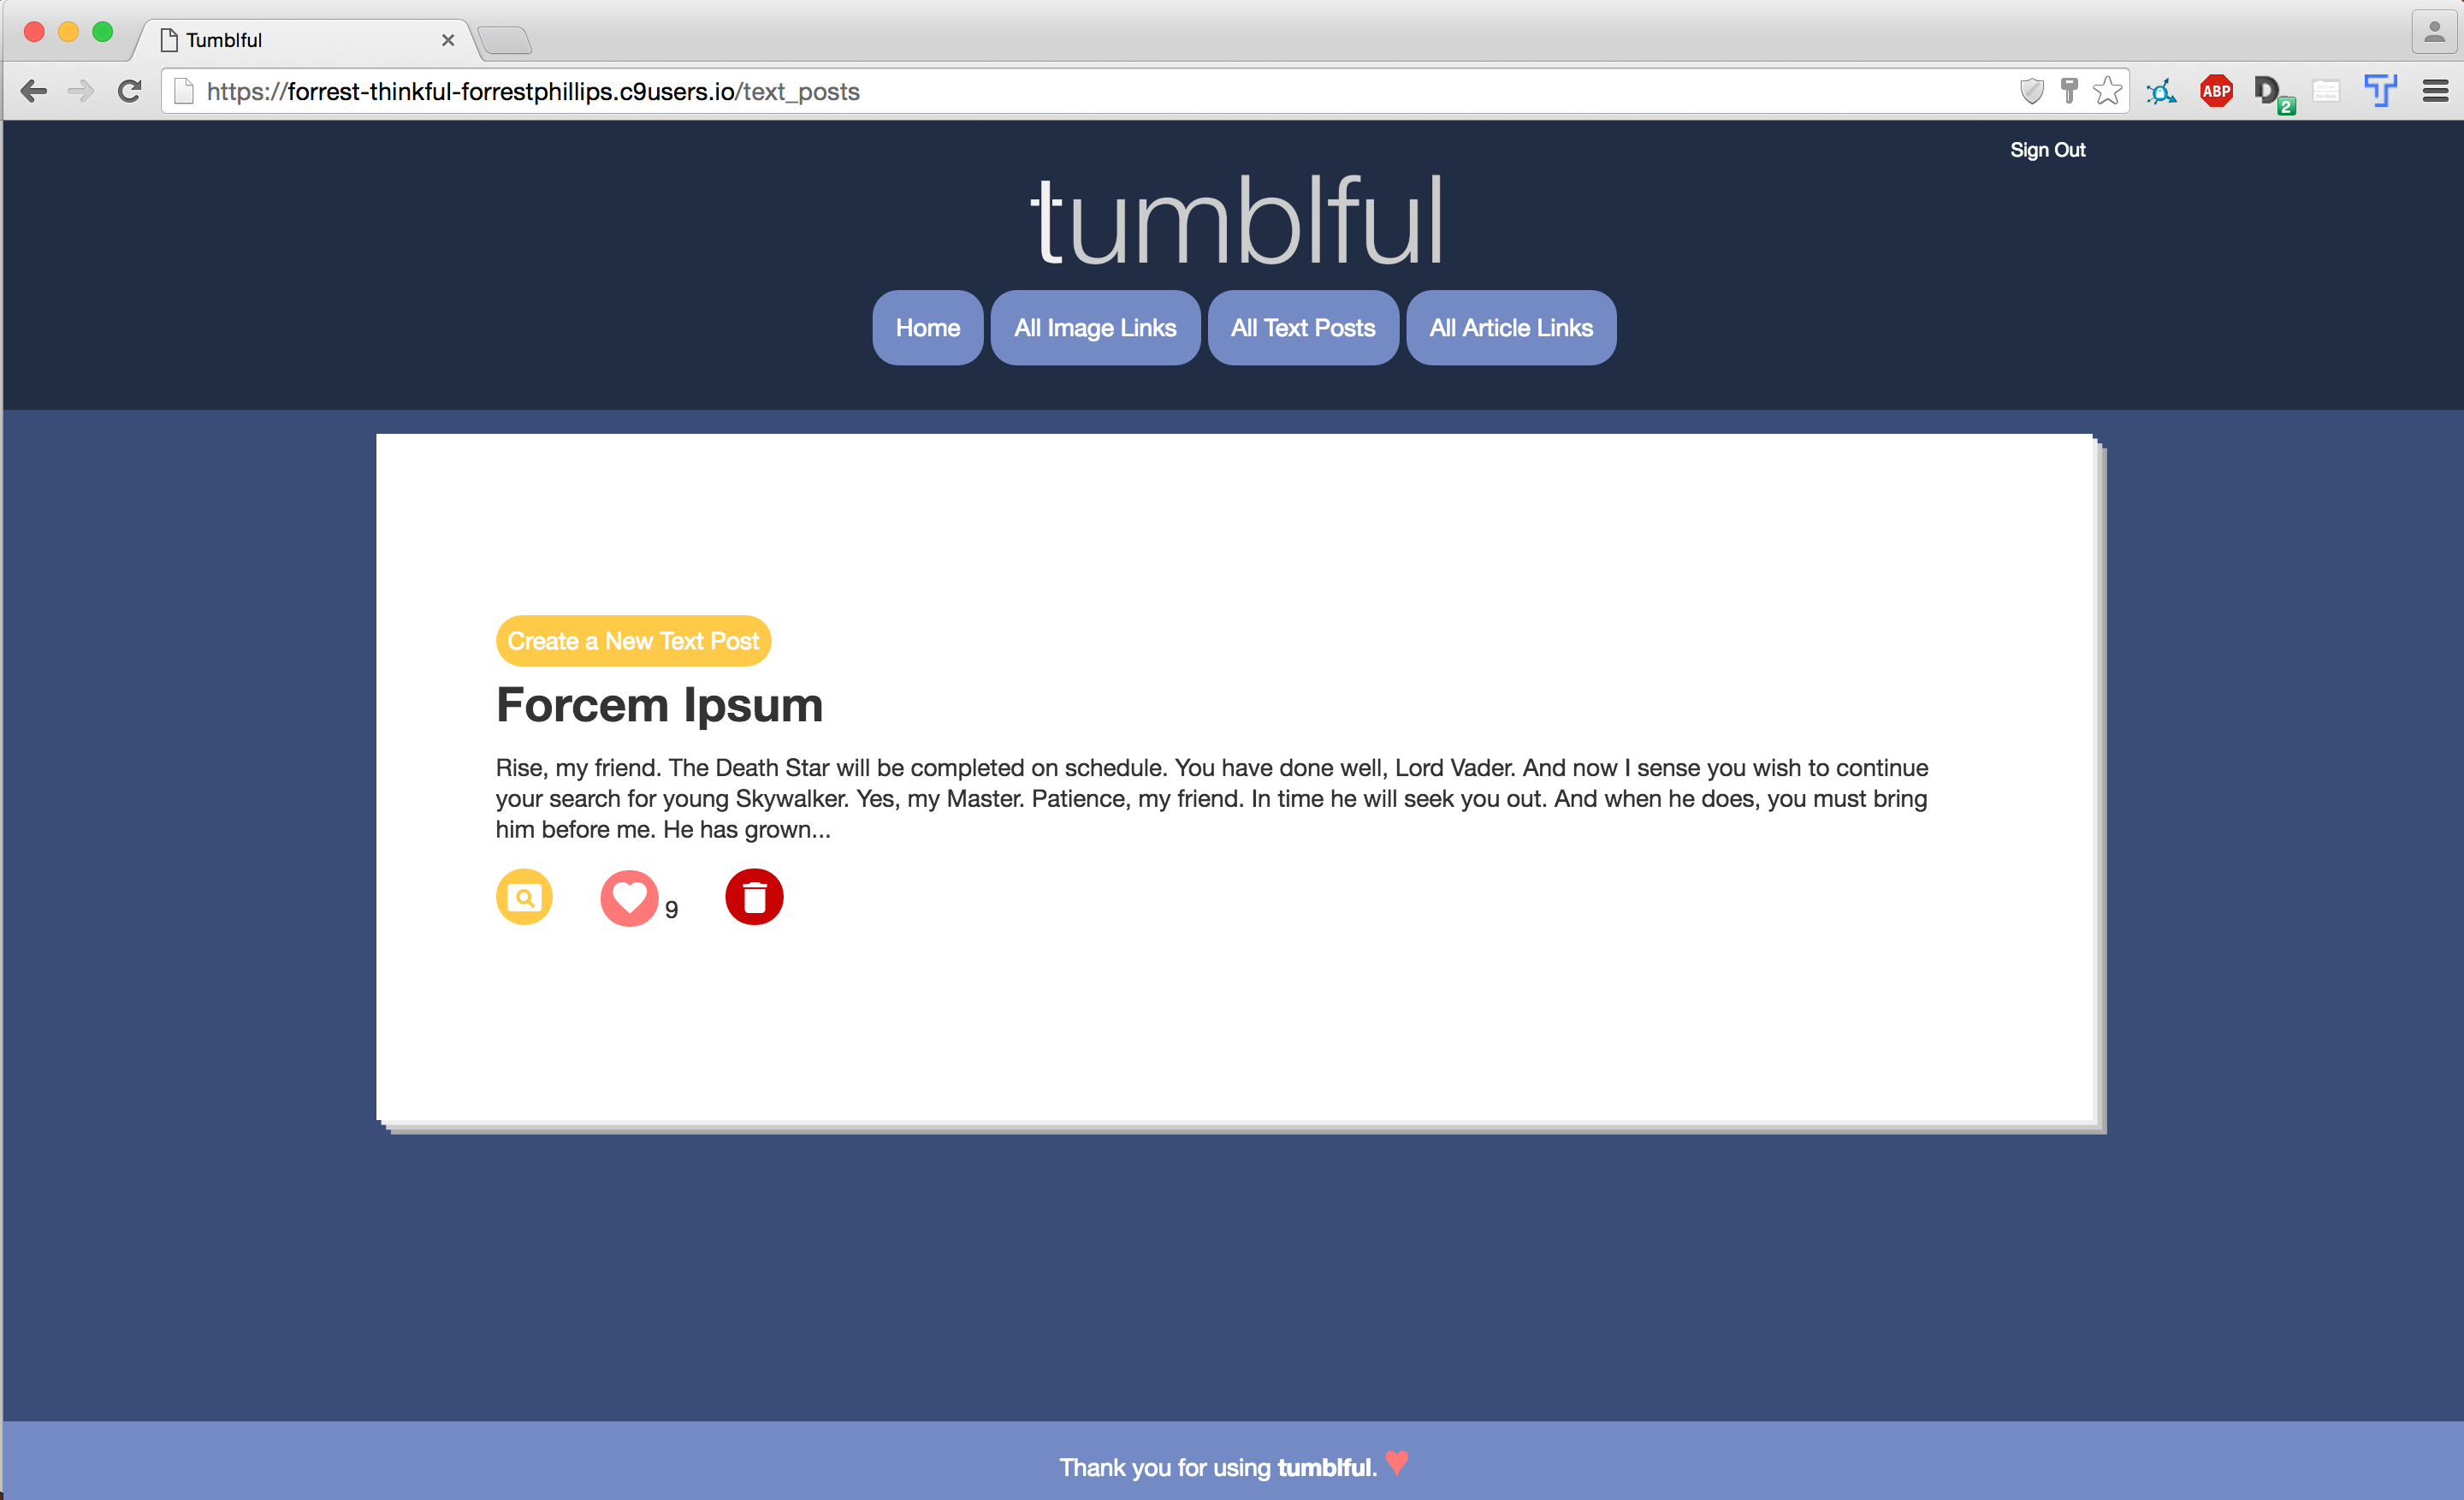 Tumblful
https://forrest-thinkful-forrestphillips.c9users.io/text_posts
ABP
D
2
Sign Out
tumblful
Home
All Image Links
All Text Posts
All Article Links
Create a New Text Post
Forcem Ipsum
Rise, my friend. The Death Star will be completed on schedule. You have done well, Lord Vader. And now I sense you wish to continue
your search for young Skywalker. Yes, my Master. Patience, my friend. In time he will seek you out. And when he does, you must bring
him before me. He has grown...
9
Thank you for using tumblful. ♥